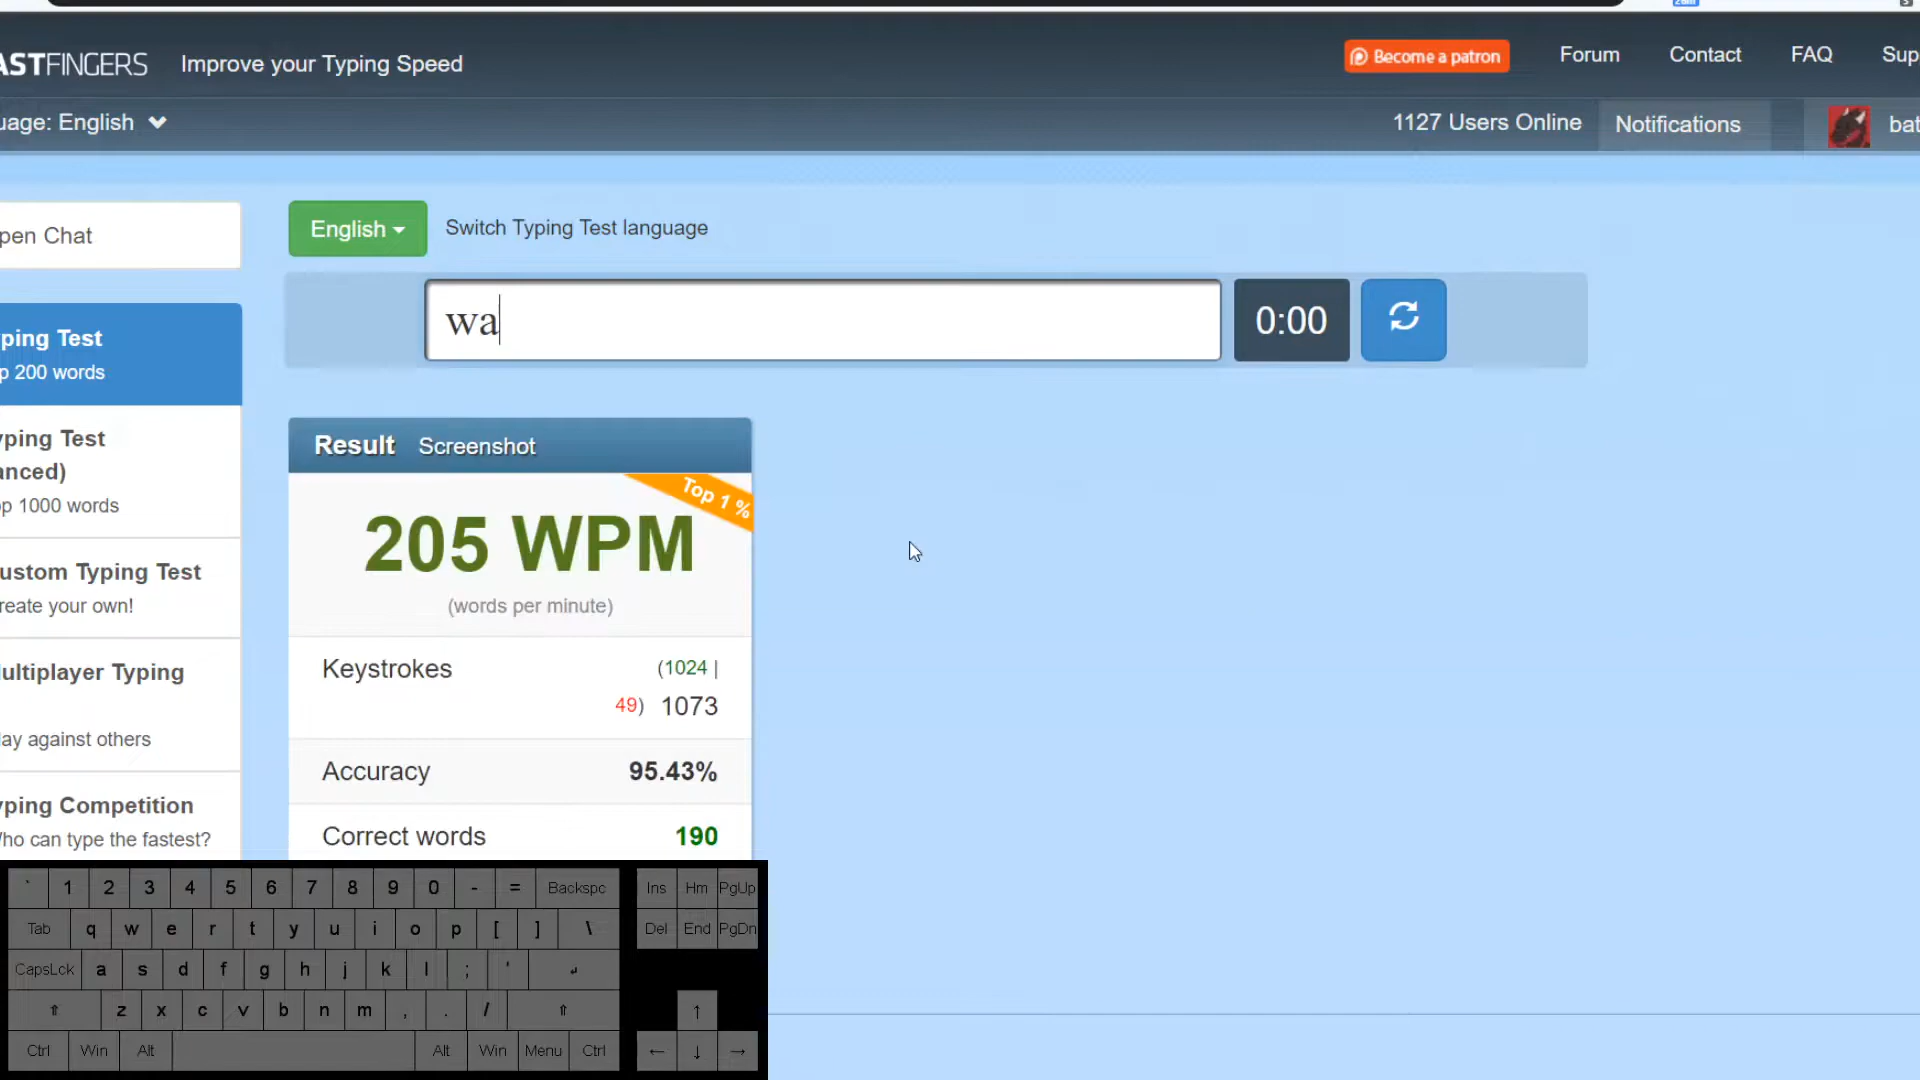 26m
S
ASTFINGERS Improve your Typing Speed
Become a patron Forum Contact FAQ Sup
uage: English
1127 Users Online Notifications bat
pen Chat
English Switch Typing Test language
wa 0:00
ping Test
p 200 words
yping Test
anced)
op 1000 words
ustom Typing Test
reate your own!
ultiplayer Typing
lay against others
yping Competition
Who can type the fastest?
Result Screenshot
Top 1 %
205 WPM
(words per minute)
Keystrokes (1024 |
49) 1073
Accuracy 95.43%
Correct words 190
` 1 2 3 4 5 6 7 8 9 0 - = Backspc Ins Hm PgUp
Tab q w e r t y u i o p [ ] \ Del End PgDn
CapsLck a s d f g h j k l ; ' ↵
⇧ z x c v b n m , . / ⇧ ↑
Ctrl Win Alt Alt Win Menu Ctrl ← ↓ →